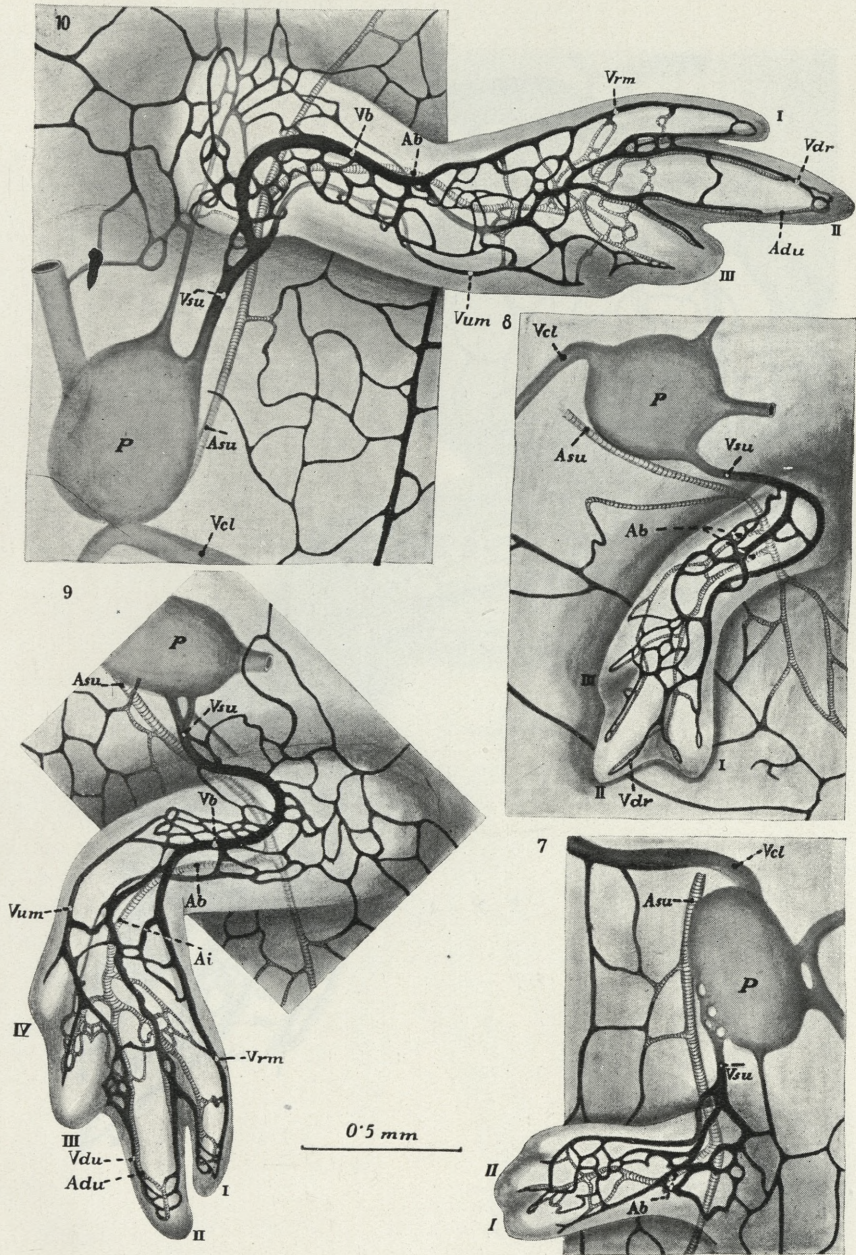 10
Vb
Ab
Vrm
I
Vdr
II
Adu
III
Vsu
Vum
P
Asu
Vcl
8
Vcl
P
Asu
Vsu
Ab
III
II
I
Vdr
9
P
Asu
Vsu
Vb
Ab
Vum
Ai
IV
Vrm
III
Vdu
Adu
I
II
0·5 mm
7
Vcl
Asu
P
Vsu
II
I
Ab